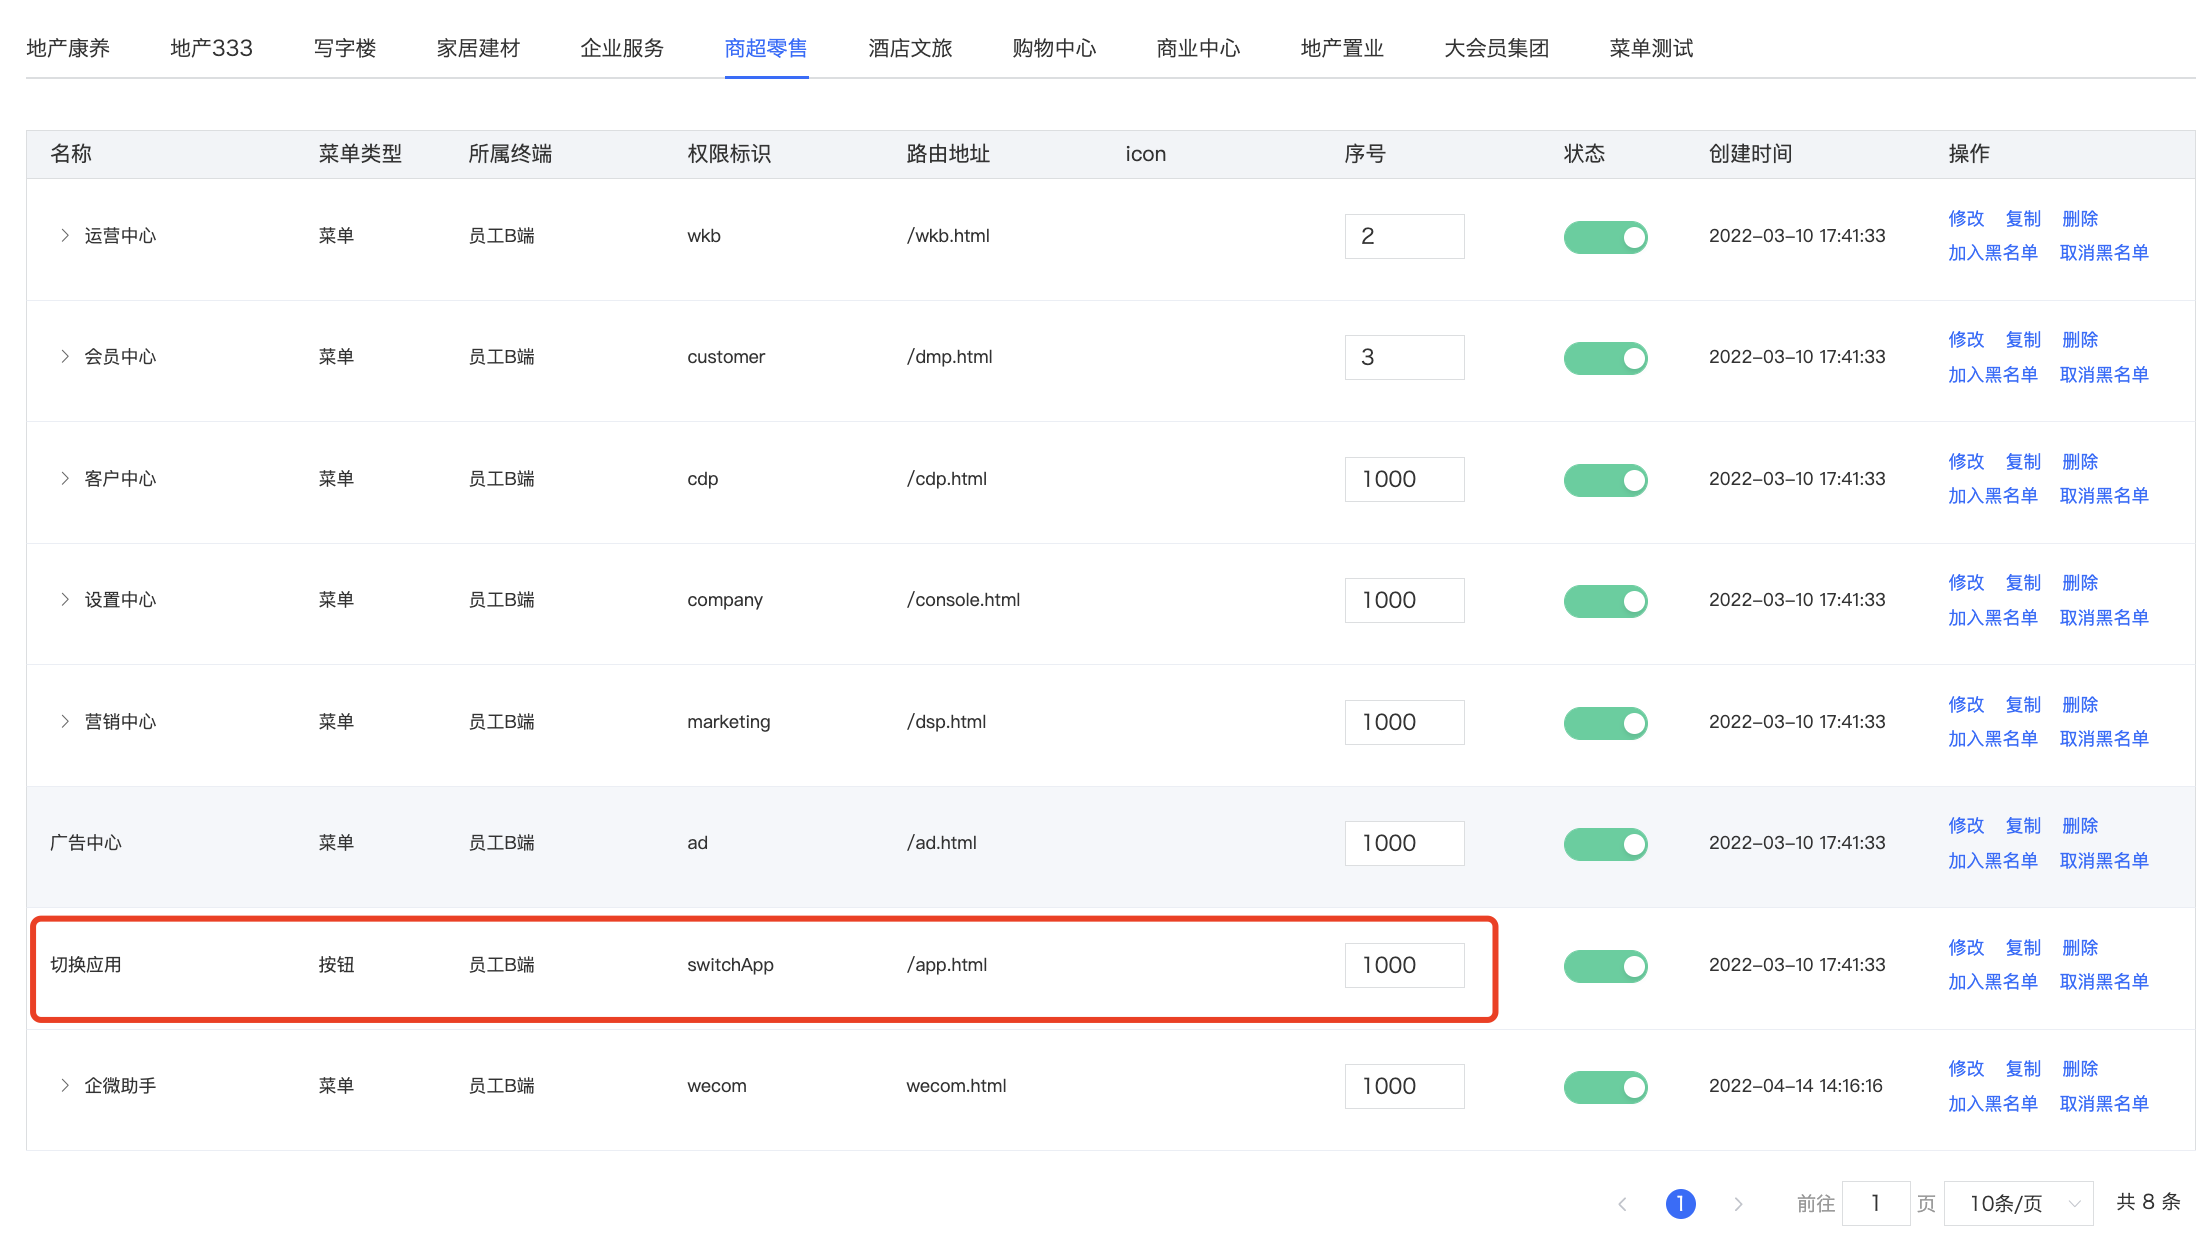 地产康养 地产333 写字楼 家居建材 企业服务 商超零售 酒店文旅 购物中心 商业中心 地产置业 大会员集团 菜单测试
名称 菜单类型 所属终端 权限标识 路由地址 icon 序号 状态 创建时间 操作
运营中心 菜单 员工B端 wkb /wkb.html 2 2022-03-10 17:41:33 修改 复制 删除
加入黑名单 取消黑名单
会员中心 菜单 员工B端 customer /dmp.html 3 2022-03-10 17:41:33 修改 复制 删除
加入黑名单 取消黑名单
客户中心 菜单 员工B端 cdp /cdp.html 1000 2022-03-10 17:41:33 修改 复制 删除
加入黑名单 取消黑名单
设置中心 菜单 员工B端 company /console.html 1000 2022-03-10 17:41:33 修改 复制 删除
加入黑名单 取消黑名单
营销中心 菜单 员工B端 marketing /dsp.html 1000 2022-03-10 17:41:33 修改 复制 删除
加入黑名单 取消黑名单
广告中心 菜单 员工B端 ad /ad.html 1000 2022-03-10 17:41:33 修改 复制 删除
加入黑名单 取消黑名单
切换应用 按钮 员工B端 switchApp /app.html 1000 2022-03-10 17:41:33 修改 复制 删除
加入黑名单 取消黑名单
企微助手 菜单 员工B端 wecom wecom.html 1000 2022-04-14 14:16:16 修改 复制 删除
加入黑名单 取消黑名单
1 前往 1 页 10条/页 共 8 条